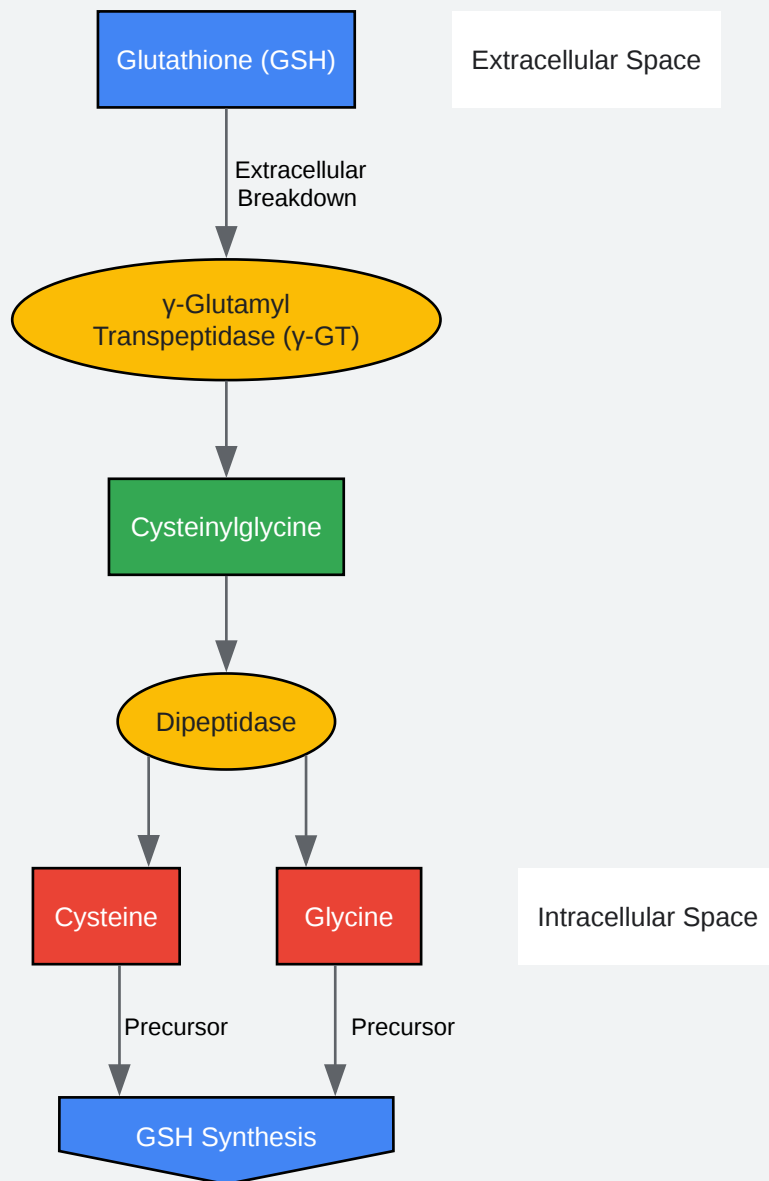 Glutathione (GSH)
Extracellular Space
Extracellular
Breakdown
γ-Glutamyl
Transpeptidase (γ-GT)
Cysteinylglycine
Dipeptidase
Cysteine
Glycine
Intracellular Space
Precursor
Precursor
GSH Synthesis